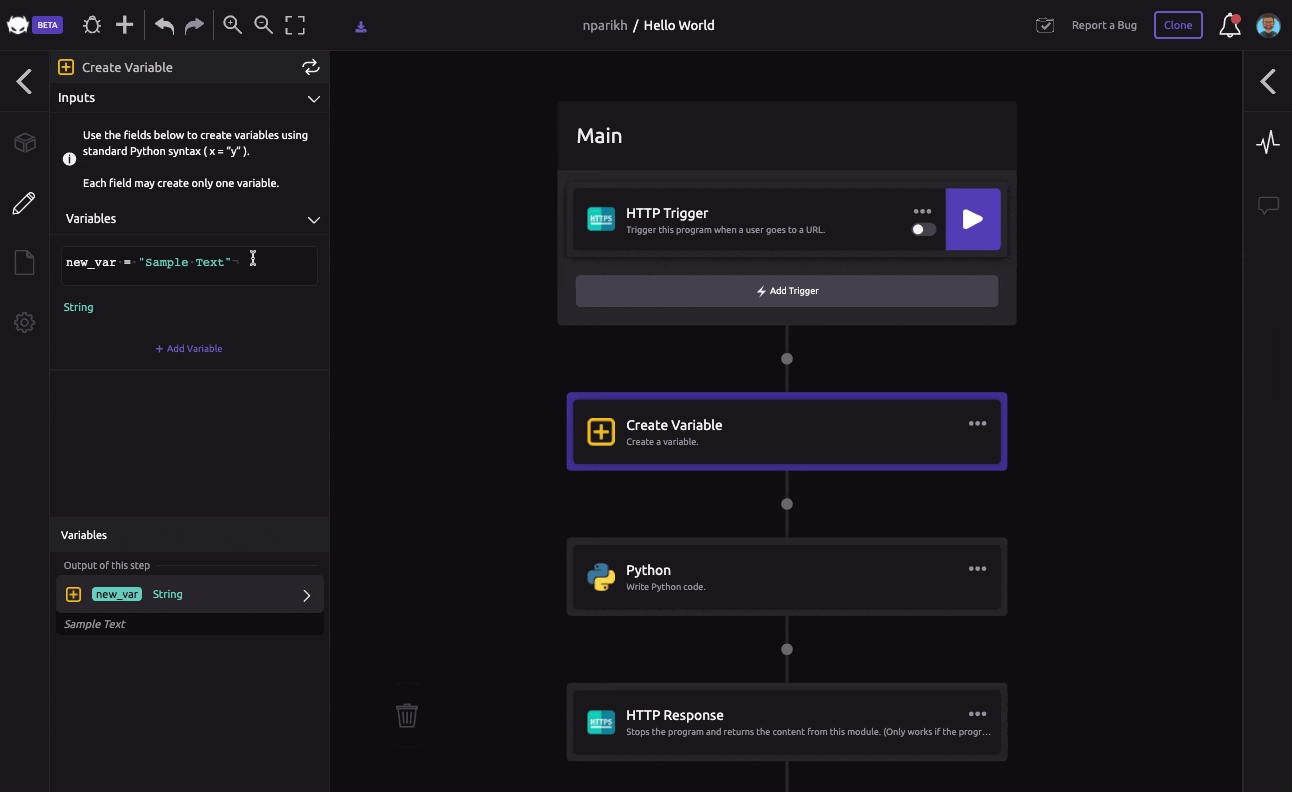 BETA
nparikh / Hello World
Report a Bug
Clone
Create Variable
Inputs
Use the fields below to create variables using
standard Python syntax ( x = "y" ).
Each field may create only one variable.
Variables
new_var = "Sample Text"
String
+ Add Variable
Variables
Output of this step
new_var String
Sample Text
Main
HTTPS
HTTP Trigger
Trigger this program when a user goes to a URL.
Add Trigger
Create Variable
Create a variable.
Python
Write Python code.
HTTPS
HTTP Response
Stops the program and returns the content from this module. (Only works if the progr...